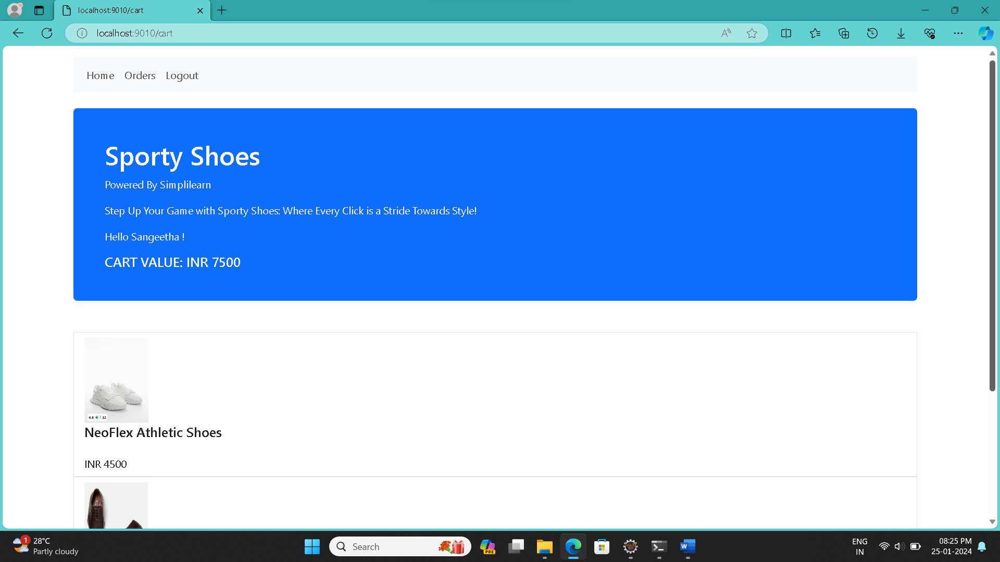 localhost:9010/cart
localhost:9010/cart
Home Orders Logout
Sporty Shoes
Powered By Simplilearn
Step Up Your Game with Sporty Shoes: Where Every Click is a Stride Towards Style!
Hello Sangeetha !
CART VALUE: INR 7500
4.8 ★ | 12
NeoFlex Athletic Shoes
INR 4500
1
28°C
Partly cloudy
Search
PRE
ENG
IN
08:25 PM
25-01-2024